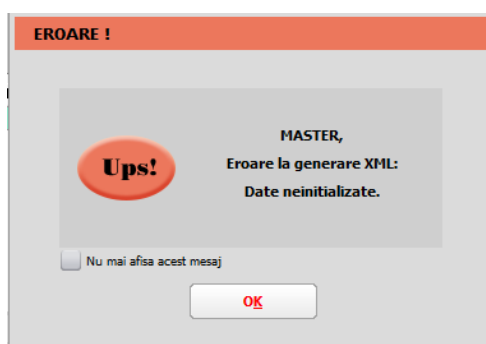 EROARE !
Ups!
MASTER,
Eroare la generare XML:
Date neinitializate.
Nu mai afisa acest mesaj
OK